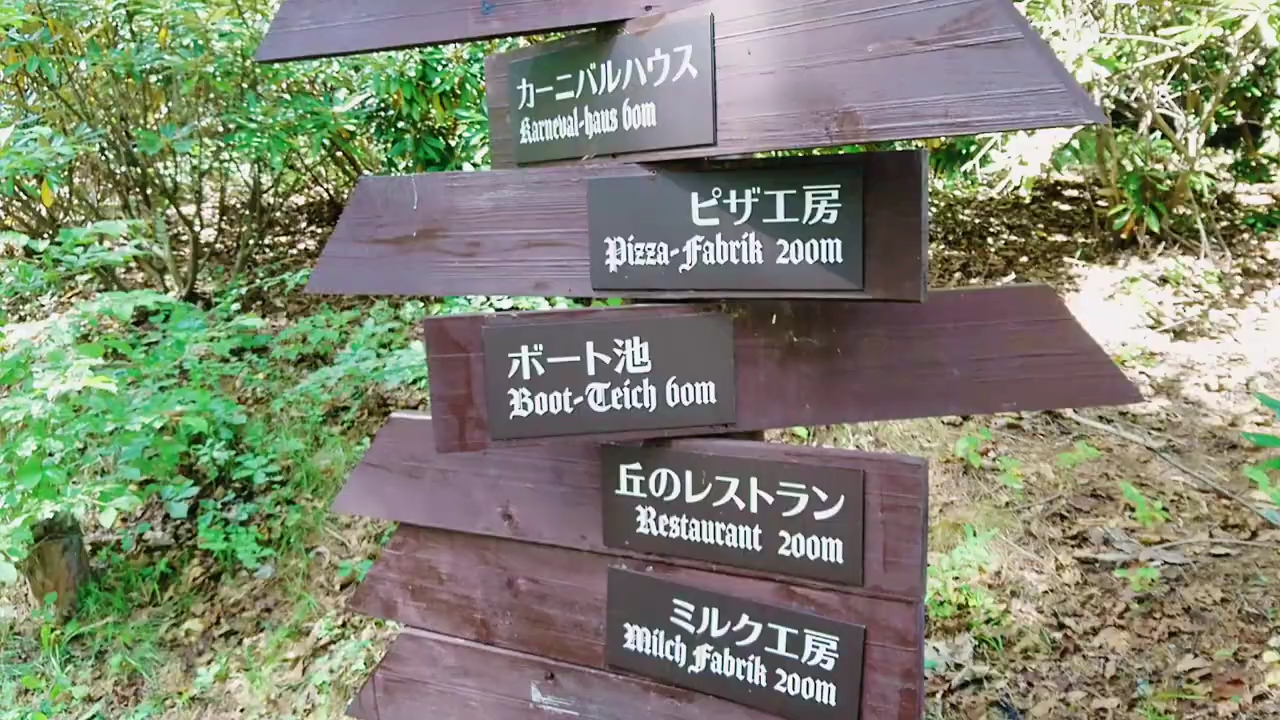 カーニバルハウス
Karneval-haus 60m
ピザ工房
Pizza-Fabrik 200m
ボート池
Boot-Teich 60m
丘のレストラン
Restaurant 200m
ミルク工房
Milch Fabrik 200m